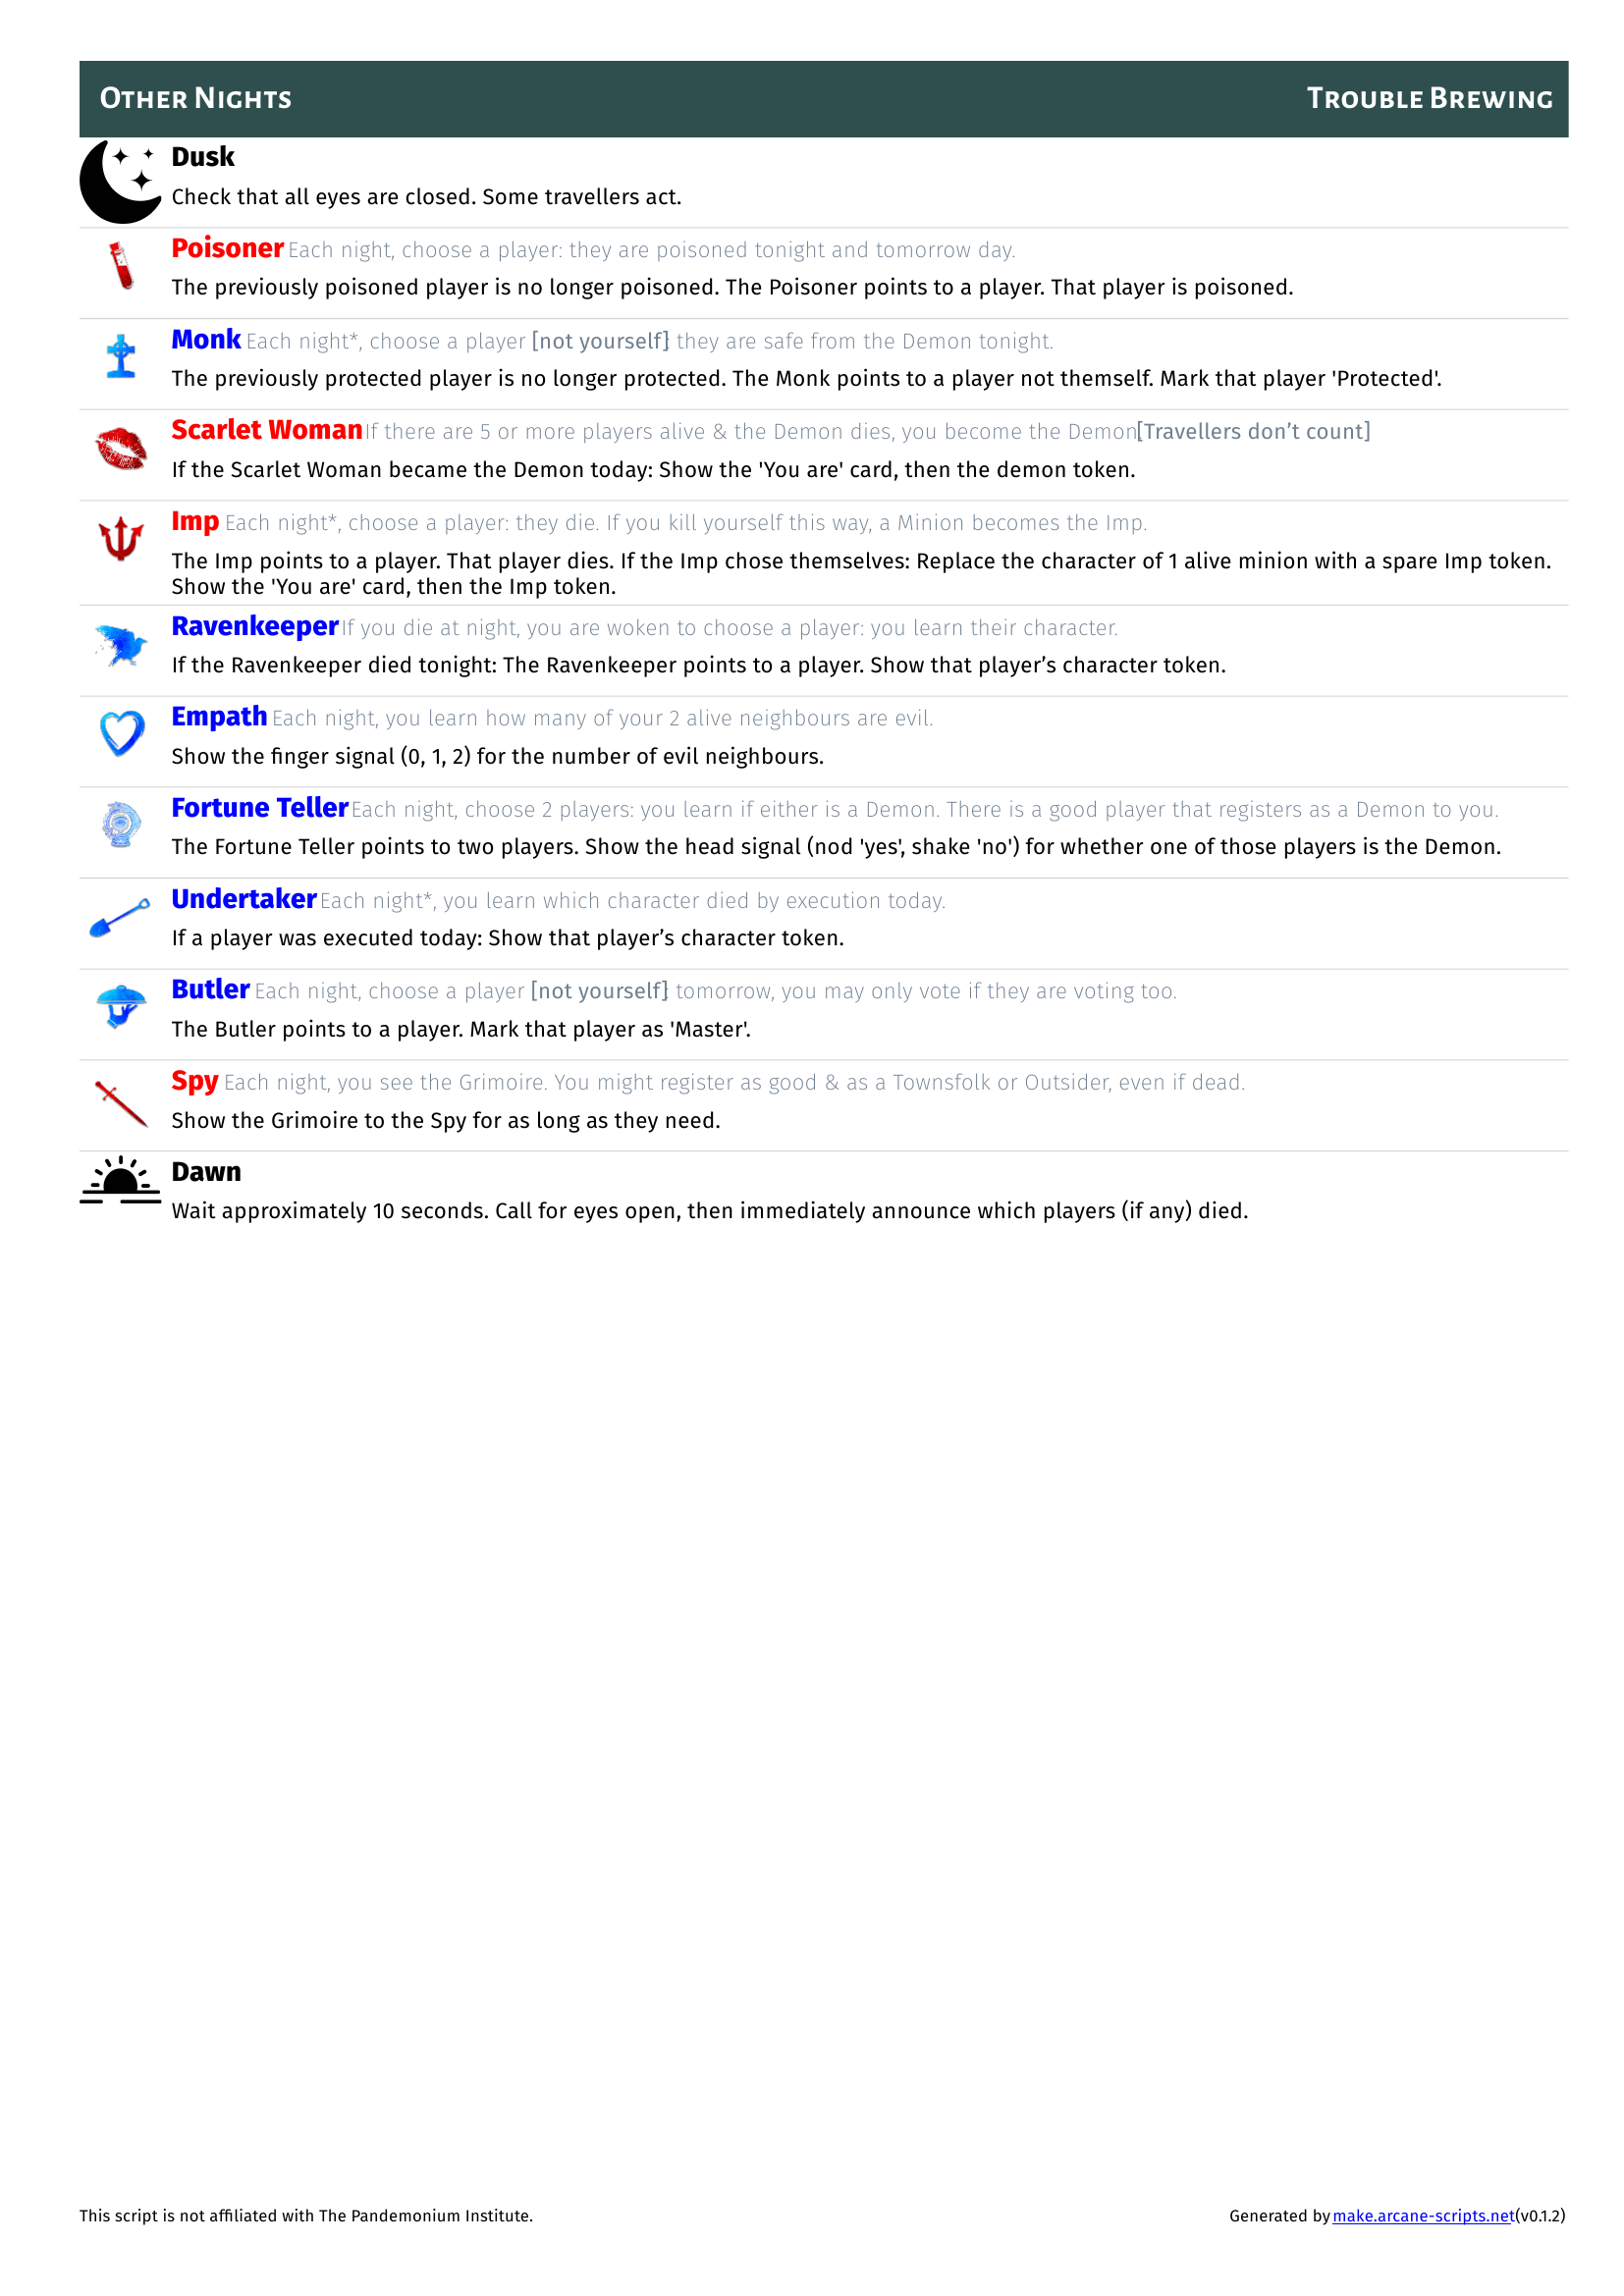 Other Nights
Trouble Brewing
Dusk
Check that all eyes are closed. Some travellers act.
Poisoner Each night, choose a player: they are poisoned tonight and tomorrow day.
The previously poisoned player is no longer poisoned. The Poisoner points to a player. That player is poisoned.
Monk Each night*, choose a player [not yourself]: they are safe from the Demon tonight.
The previously protected player is no longer protected. The Monk points to a player not themself. Mark that player 'Protected'.
Scarlet Woman If there are 5 or more players alive & the Demon dies, you become the Demon [Travellers don’t count]
If the Scarlet Woman became the Demon today: Show the 'You are' card, then the demon token.
Imp Each night*, choose a player: they die. If you kill yourself this way, a Minion becomes the Imp.
The Imp points to a player. That player dies. If the Imp chose themselves: Replace the character of 1 alive minion with a spare Imp token.
Show the 'You are' card, then the Imp token.
Ravenkeeper If you die at night, you are woken to choose a player: you learn their character.
If the Ravenkeeper died tonight: The Ravenkeeper points to a player. Show that player’s character token.
Empath Each night, you learn how many of your 2 alive neighbours are evil.
Show the finger signal (0, 1, 2) for the number of evil neighbours.
Fortune Teller Each night, choose 2 players: you learn if either is a Demon. There is a good player that registers as a Demon to you.
The Fortune Teller points to two players. Show the head signal (nod 'yes', shake 'no') for whether one of those players is the Demon.
Undertaker Each night*, you learn which character died by execution today.
If a player was executed today: Show that player’s character token.
Butler Each night, choose a player [not yourself]: tomorrow, you may only vote if they are voting too.
The Butler points to a player. Mark that player as 'Master'.
Spy Each night, you see the Grimoire. You might register as good & as a Townsfolk or Outsider, even if dead.
Show the Grimoire to the Spy for as long as they need.
Dawn
Wait approximately 10 seconds. Call for eyes open, then immediately announce which players (if any) died.
This script is not affiliated with The Pandemonium Institute.
Generated by make.arcane-scripts.net (v0.1.2)